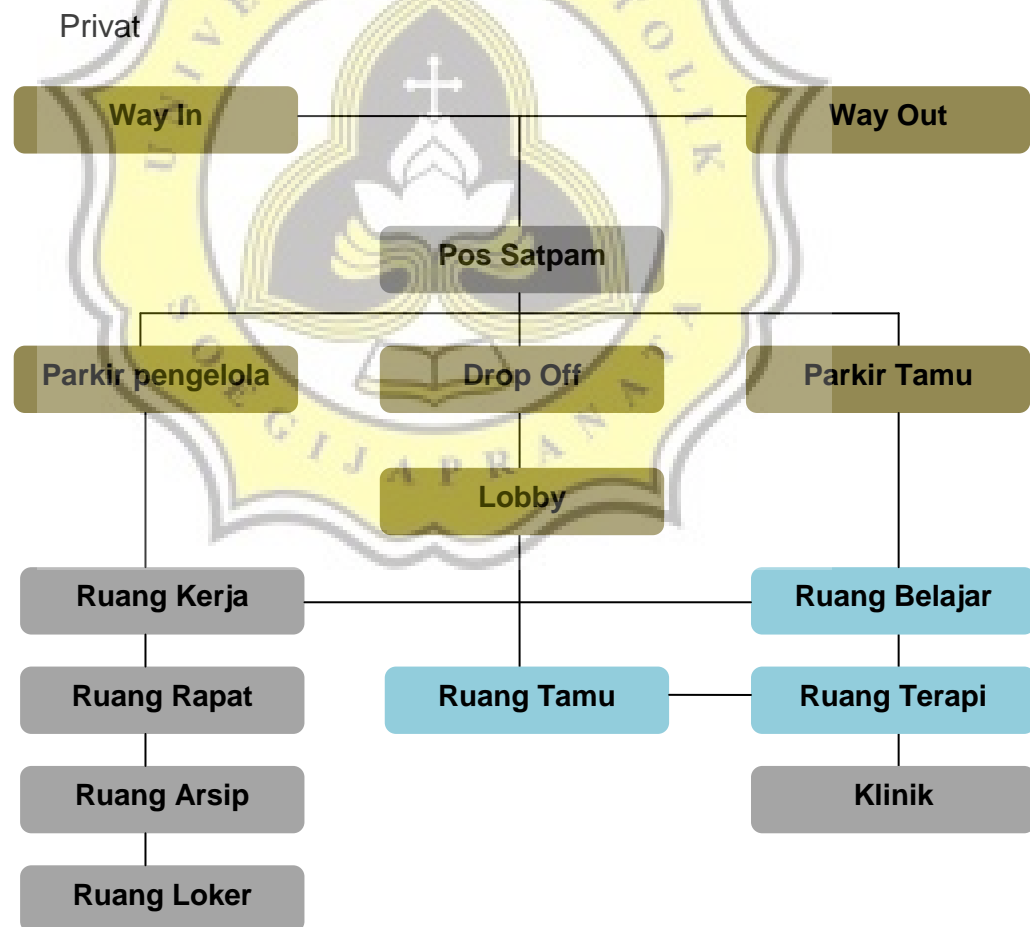 Privat
Way In
Way Out
Pos Satpam
Parkir pengelola
Drop Off
Parkir Tamu
Lobby
Ruang Kerja
Ruang Belajar
Ruang Rapat
Ruang Tamu
Ruang Terapi
Ruang Arsip
Klinik
Ruang Loker
SOEGIJAPRANATA